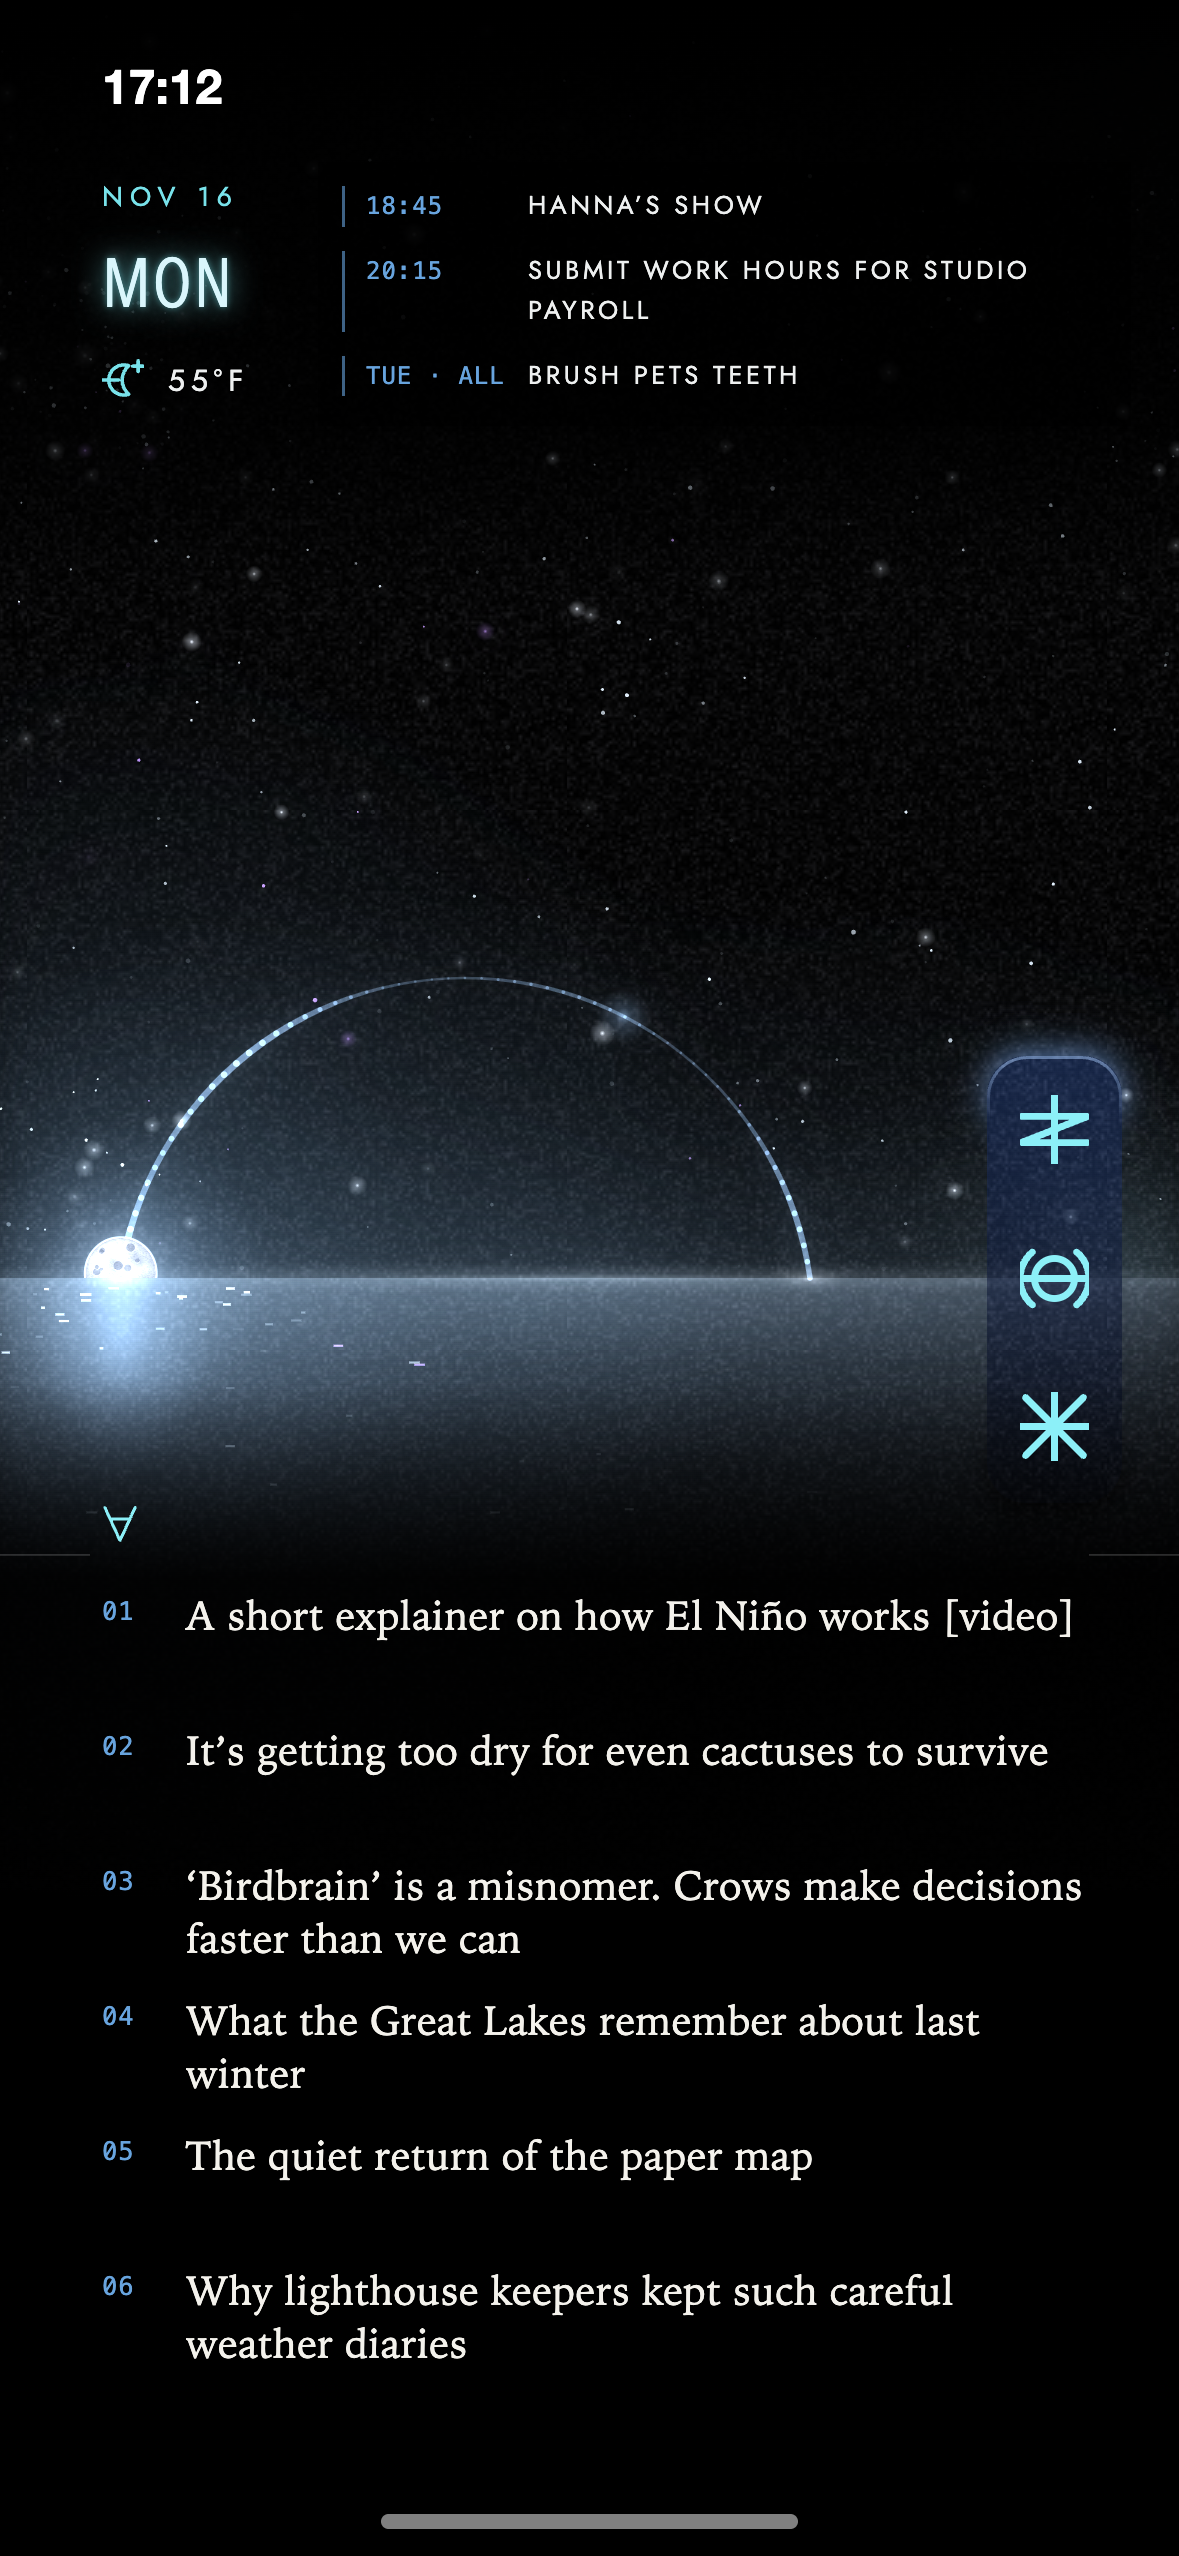 17:12
NOV 16
MON
55°F
18:45 HANNA’S SHOW
20:15 SUBMIT WORK HOURS FOR STUDIO
PAYROLL
TUE · ALL BRUSH PETS TEETH
∀
01 A short explainer on how El Niño works [video]
02 It’s getting too dry for even cactuses to survive
03 ‘Birdbrain’ is a misnomer. Crows make decisions
faster than we can
04 What the Great Lakes remember about last
winter
05 The quiet return of the paper map
06 Why lighthouse keepers kept such careful
weather diaries